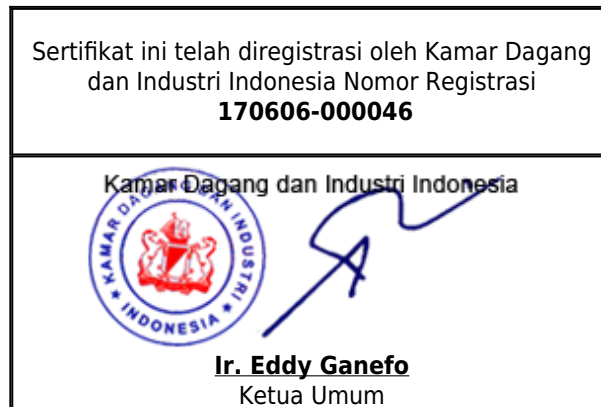 Sertifikat ini telah diregistrasi oleh Kamar Dagang
dan Industri Indonesia Nomor Registrasi
170606-000046
Kamar Dagang dan Industri Indonesia
KAMAR DAGANG DAN INDUSTRI
INDONESIA
Ir. Eddy Ganefo
Ketua Umum